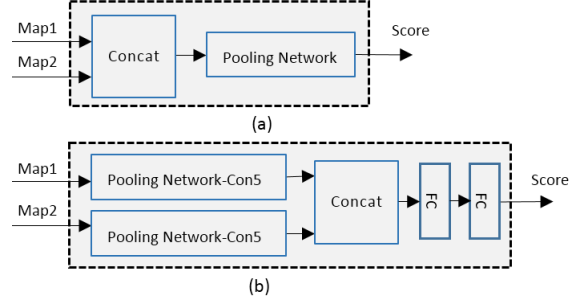 Map1
Score
Map2
Concat
Pooling Network
(a)
Map1
Pooling Network-Con5
Score
Map2
Concat
FC
FC
Pooling Network-Con5
(b)